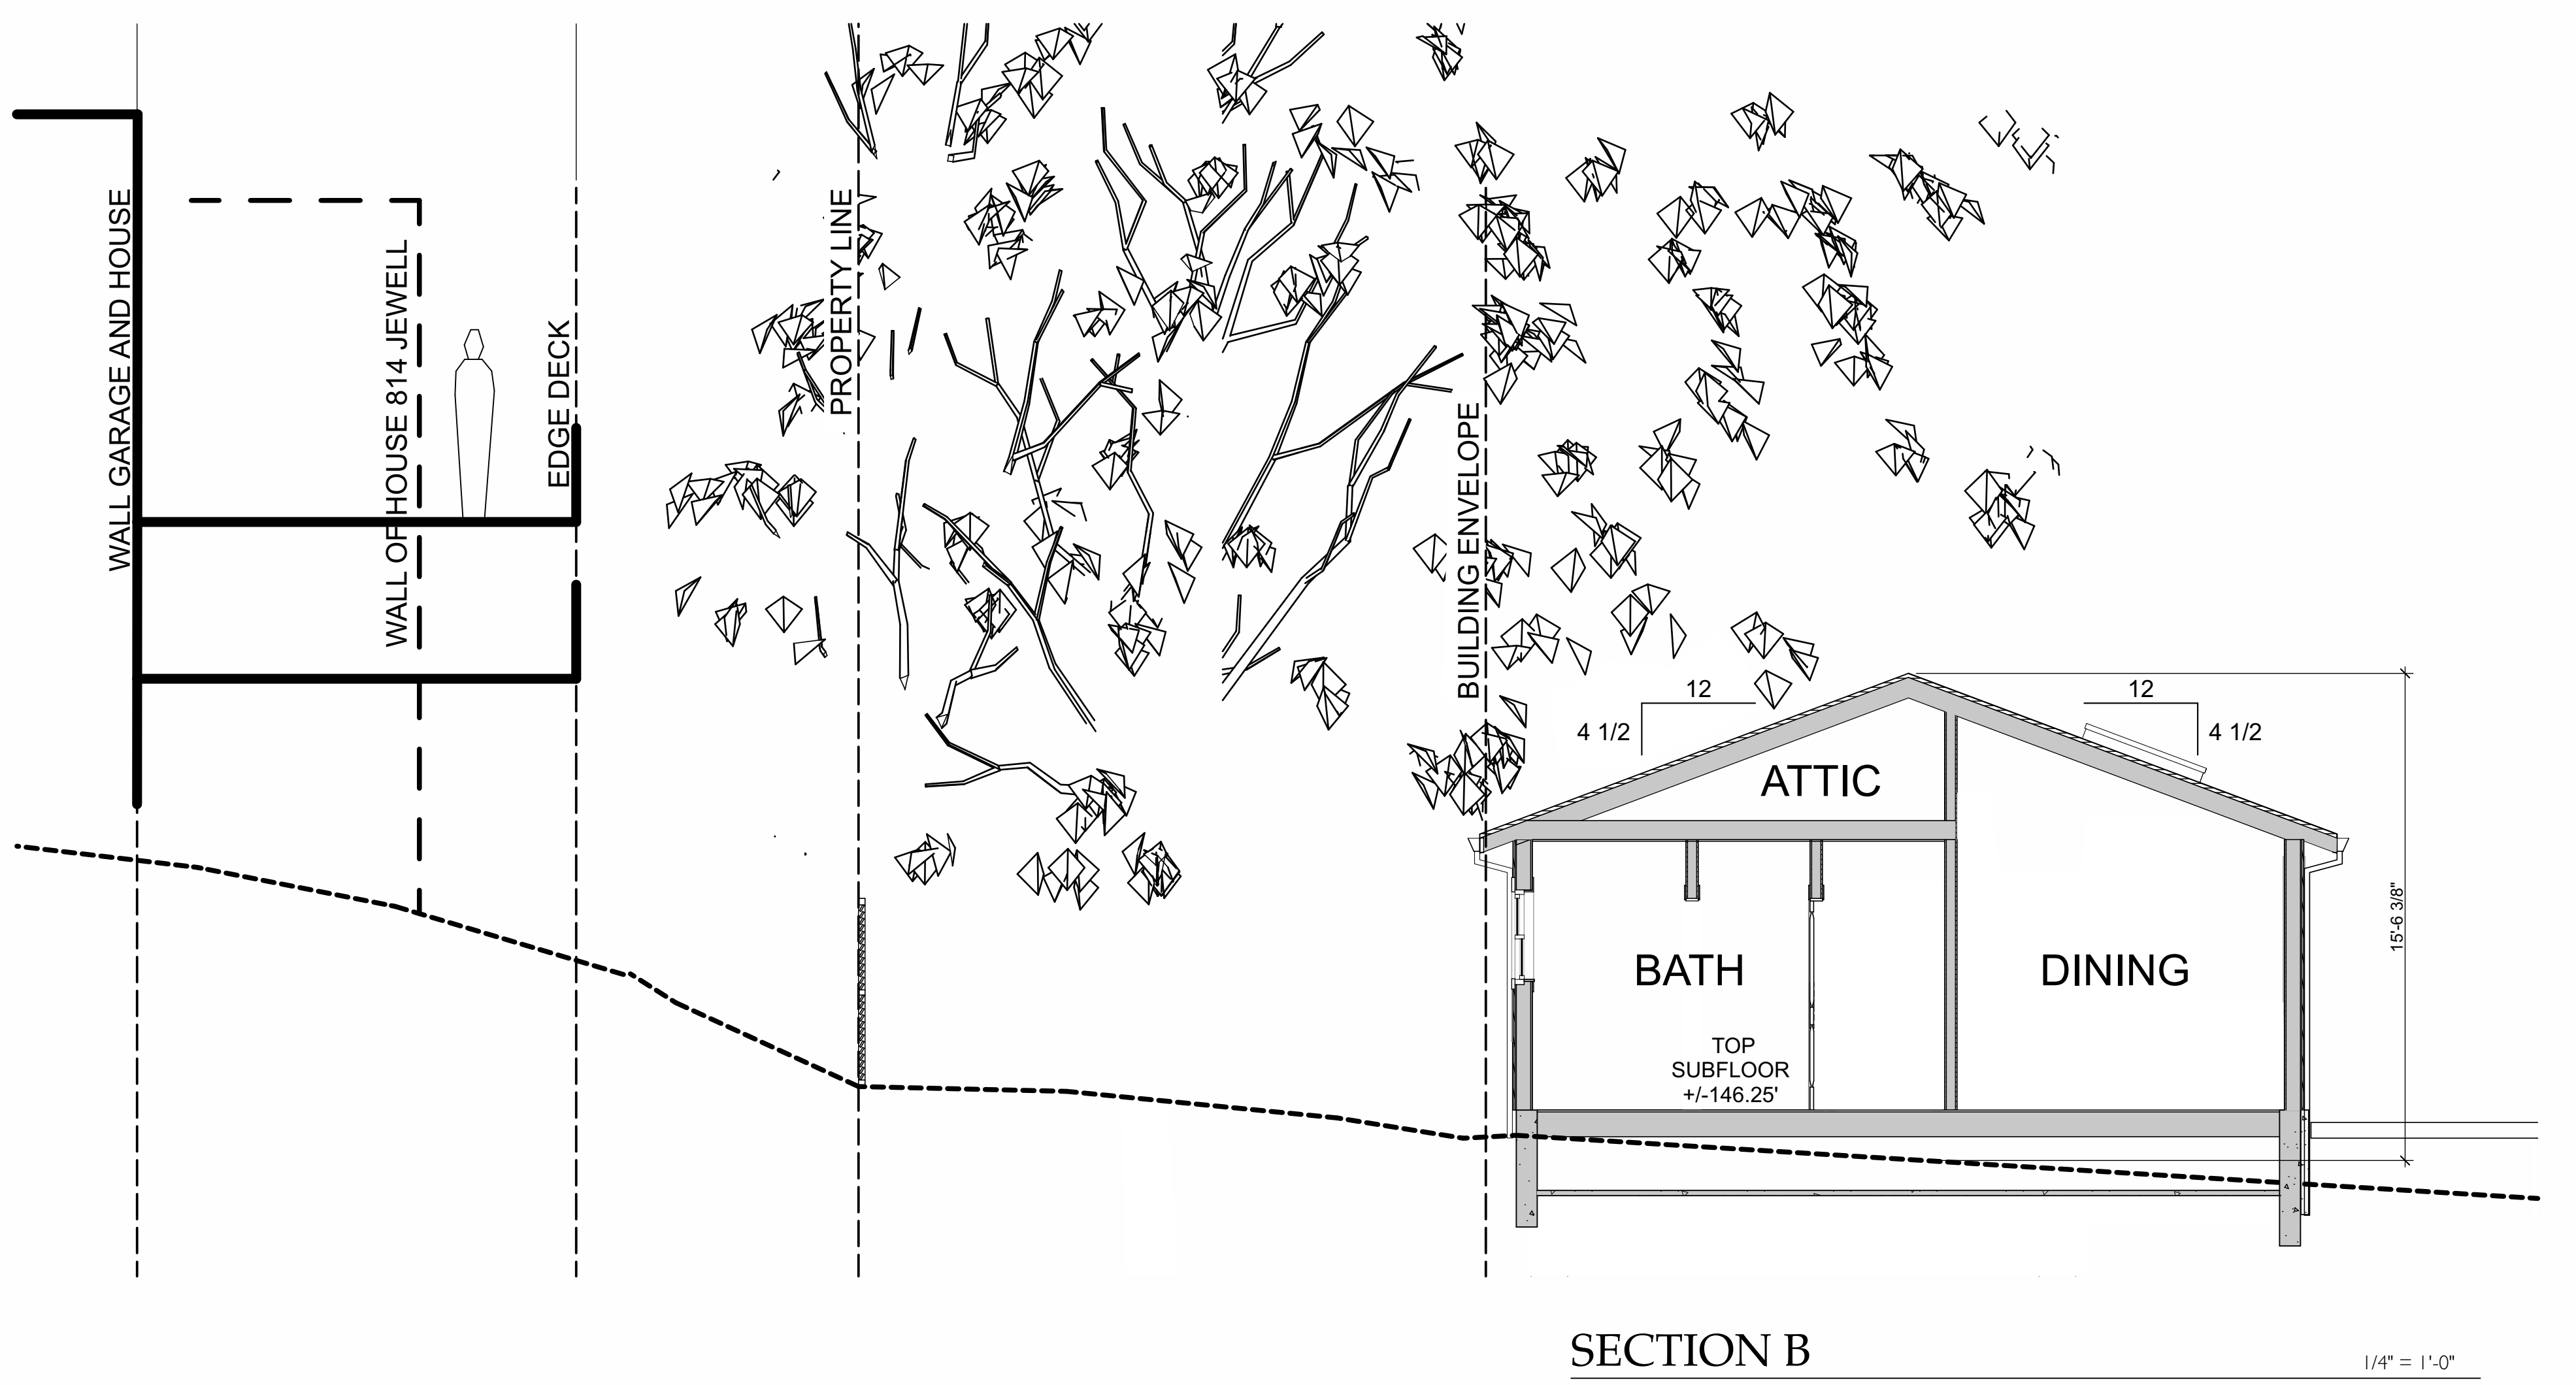 WALL GARAGE AND HOUSE
WALL OF HOUSE 814 JEWELL
EDGE DECK
PROPERTY LINE
BUILDING ENVELOPE
12
4 1/2
12
4 1/2
ATTIC
BATH
DINING
TOP
SUBFLOOR
+/-146.25'
15'-6 3/8"
SECTION B
1/4" = 1'-0"